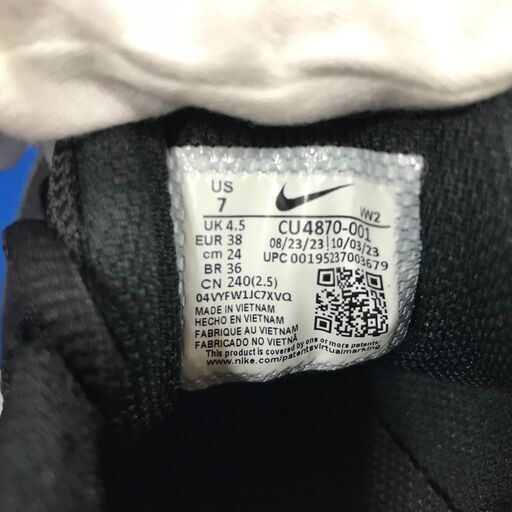 US
7
VW2
UK 4.5
EUR 38
cm 24
BR 36
CN 240(2.5)
CU4870-001
08/23/23 | 10/03/23
UPC 00195237003679
04VYFW1JC7XVQ
MADE IN VIETNAM
HECHO EN VIETNAM
FABRIQUE AU VIETNAM
FABRICADO NO VIETNÃ
This product is covered by one or more patents.
www.nike.com/patentsvirtualmarking